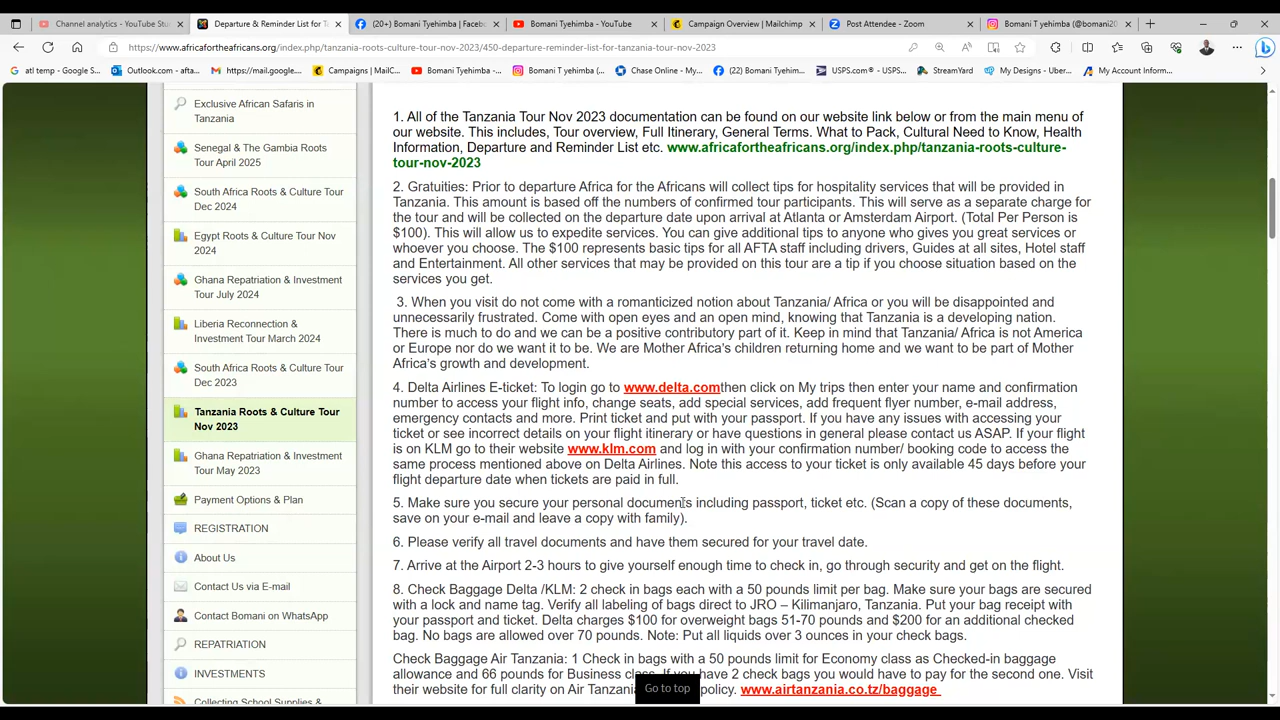 Channel analytics - YouTube Stu
Departure & Reminder List for T
(20+) Bomani Tyehimba | Faceb
Bomani Tyehimba - YouTube
Campaign Overview | Mailchimp
Post Attendee - Zoom
Bomani T yehimba (@bomani20
https://www.africafortheafricans.org/index.php/tanzania-roots-culture-tour-nov-2023/450-departure-reminder-list-for-tanzania-tour-nov-2023
atl temp - Google S...
Outlook.com - afta...
https://mail.google...
Campaigns | MailC...
Bomani Tyehimba -...
Bomani T yehimba (...
Chase Online - My...
(22) Bomani Tyehim...
USPS.com® - USPS...
StreamYard
My Designs - Uber...
My Account Inform...
Exclusive African Safaris in
Tanzania
Senegal & The Gambia Roots
Tour April 2025
South Africa Roots & Culture Tour
Dec 2024
Egypt Roots & Culture Tour Nov
2024
Ghana Repatriation & Investment
Tour July 2024
Liberia Reconnection &
Investment Tour March 2024
South Africa Roots & Culture Tour
Dec 2023
Tanzania Roots & Culture Tour
Nov 2023
Ghana Repatriation & Investment
Tour May 2023
Payment Options & Plan
REGISTRATION
About Us
Contact Us via E-mail
Contact Bomani on WhatsApp
REPATRIATION
INVESTMENTS
Collecting School Supplies &
1. All of the Tanzania Tour Nov 2023 documentation can be found on our website link below or from the main menu of
our website. This includes, Tour overview, Full Itinerary, General Terms. What to Pack, Cultural Need to Know, Health
Information, Departure and Reminder List etc. www.africafortheafricans.org/index.php/tanzania-roots-culture-
tour-nov-2023
2. Gratuities: Prior to departure Africa for the Africans will collect tips for hospitality services that will be provided in
Tanzania. This amount is based off the numbers of confirmed tour participants. This will serve as a separate charge for
the tour and will be collected on the departure date upon arrival at Atlanta or Amsterdam Airport. (Total Per Person is
$100). This will allow us to expedite services. You can give additional tips to anyone who gives you great services or
whoever you choose. The $100 represents basic tips for all AFTA staff including drivers, Guides at all sites, Hotel staff
and Entertainment. All other services that may be provided on this tour are a tip if you choose situation based on the
services you get.
3. When you visit do not come with a romanticized notion about Tanzania/ Africa or you will be disappointed and
unnecessarily frustrated. Come with open eyes and an open mind, knowing that Tanzania is a developing nation.
There is much to do and we can be a positive contributory part of it. Keep in mind that Tanzania/ Africa is not America
or Europe nor do we want it to be. We are Mother Africa's children returning home and we want to be part of Mother
Africa's growth and development.
4. Delta Airlines E-ticket: To login go to www.delta.comthen click on My trips then enter your name and confirmation
number to access your flight info, change seats, add special services, add frequent flyer number, e-mail address,
emergency contacts and more. Print ticket and put with your passport. If you have any issues with accessing your
ticket or see incorrect details on your flight itinerary or have questions in general please contact us ASAP. If your flight
is on KLM go to their website www.klm.com and log in with your confirmation number/ booking code to access the
same process mentioned above on Delta Airlines. Note this access to your ticket is only available 45 days before your
flight departure date when tickets are paid in full.
5. Make sure you secure your personal documents including passport, ticket etc. (Scan a copy of these documents,
save on your e-mail and leave a copy with family).
6. Please verify all travel documents and have them secured for your travel date.
7. Arrive at the Airport 2-3 hours to give yourself enough time to check in, go through security and get on the flight.
8. Check Baggage Delta /KLM: 2 check in bags each with a 50 pounds limit per bag. Make sure your bags are secured
with a lock and name tag. Verify all labeling of bags direct to JRO – Kilimanjaro, Tanzania. Put your bag receipt with
your passport and ticket. Delta charges $100 for overweight bags 51-70 pounds and $200 for an additional checked
bag. No bags are allowed over 70 pounds. Note: Put all liquids over 3 ounces in your check bags.
Check Baggage Air Tanzania: 1 Check in bags with a 50 pounds limit for Economy class as Checked-in baggage
allowance and 66 pounds for Business class. If you have 2 check bags you would have to pay for the second one. Visit
their website for full clarity on Air Tanzania policy. www.airtanzania.co.tz/baggage
Go to top